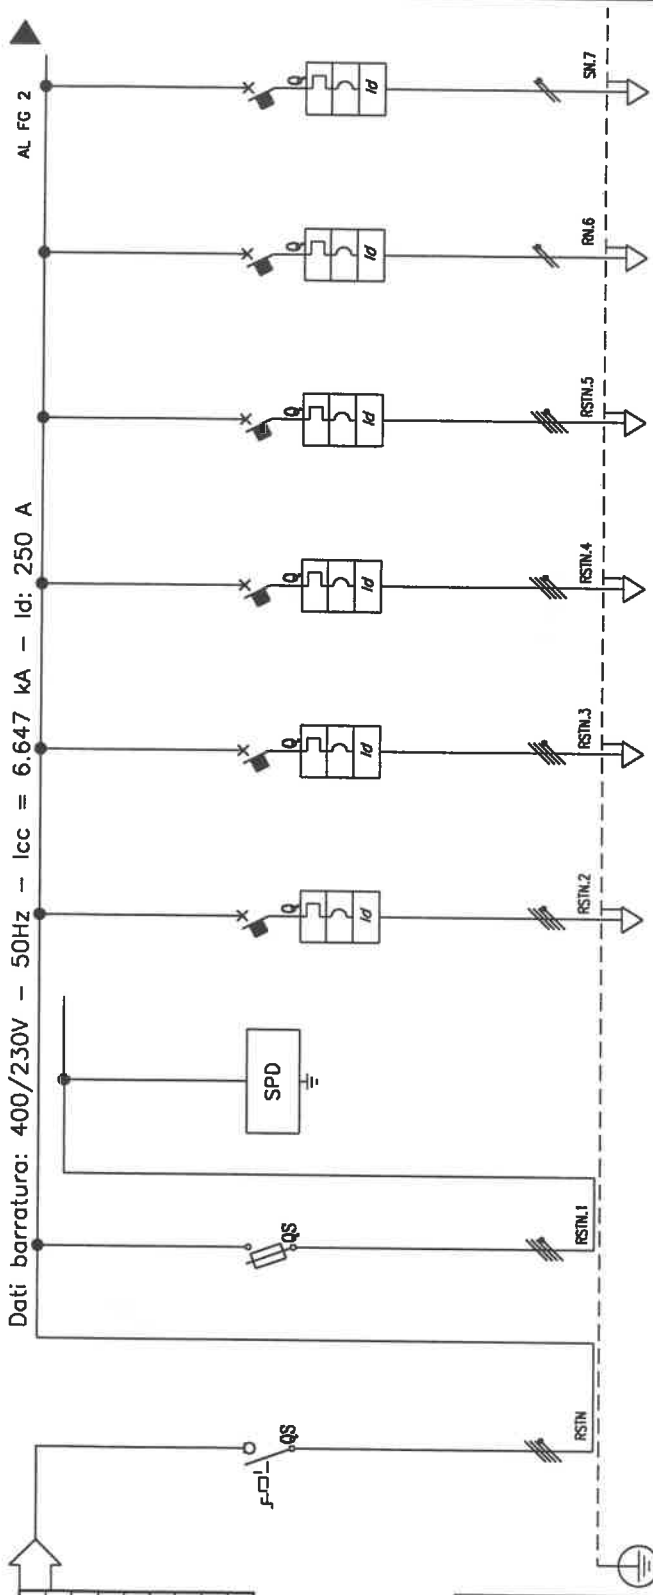 Dati barratura: 400/230V - 50Hz - Icc = 6.647 kA - Id: 250 A
AL FG 2
QS
RSTN
QS
RSTN.1
SPD
Q
Id
RSTN.2
Q
Id
RSTN.3
Q
Id
RSTN.4
Q
Id
RSTN.5
Q
Id
RN.6
Q
Id
SN.7